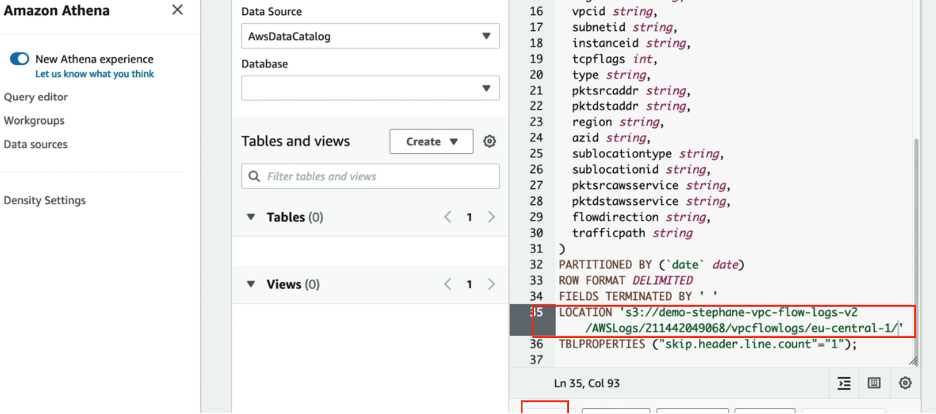 Amazon Athena
New Athena experience
Let us know what you think
Query editor
Workgroups
Data sources
Density Settings
Data Source
AwsDataCatalog
Database
Tables and views
Create
Filter tables and views
Tables (0)
1
Views (0)
1
16 vpcid string,
17 subnetid string,
18 instanceid string,
19 tcpflags int,
20 type string,
21 pktsrcaddr string,
22 pktdstaddr string,
23 region string,
24 azid string,
25 sublocationtype string,
26 sublocationid string,
27 pktsrcawsservice string,
28 pktdstawsservice string,
29 flowdirection string,
30 trafficpath string
31 )
32 PARTITIONED BY (`date` date)
33 ROW FORMAT DELIMITED
34 FIELDS TERMINATED BY ' '
35 LOCATION 's3://demo-stephane-vpc-flow-logs-v2
/AWSLogs/211442049068/vpcflowlogs/eu-central-1/'
36 TBLPROPERTIES ("skip.header.line.count"="1");
37
Ln 35, Col 93